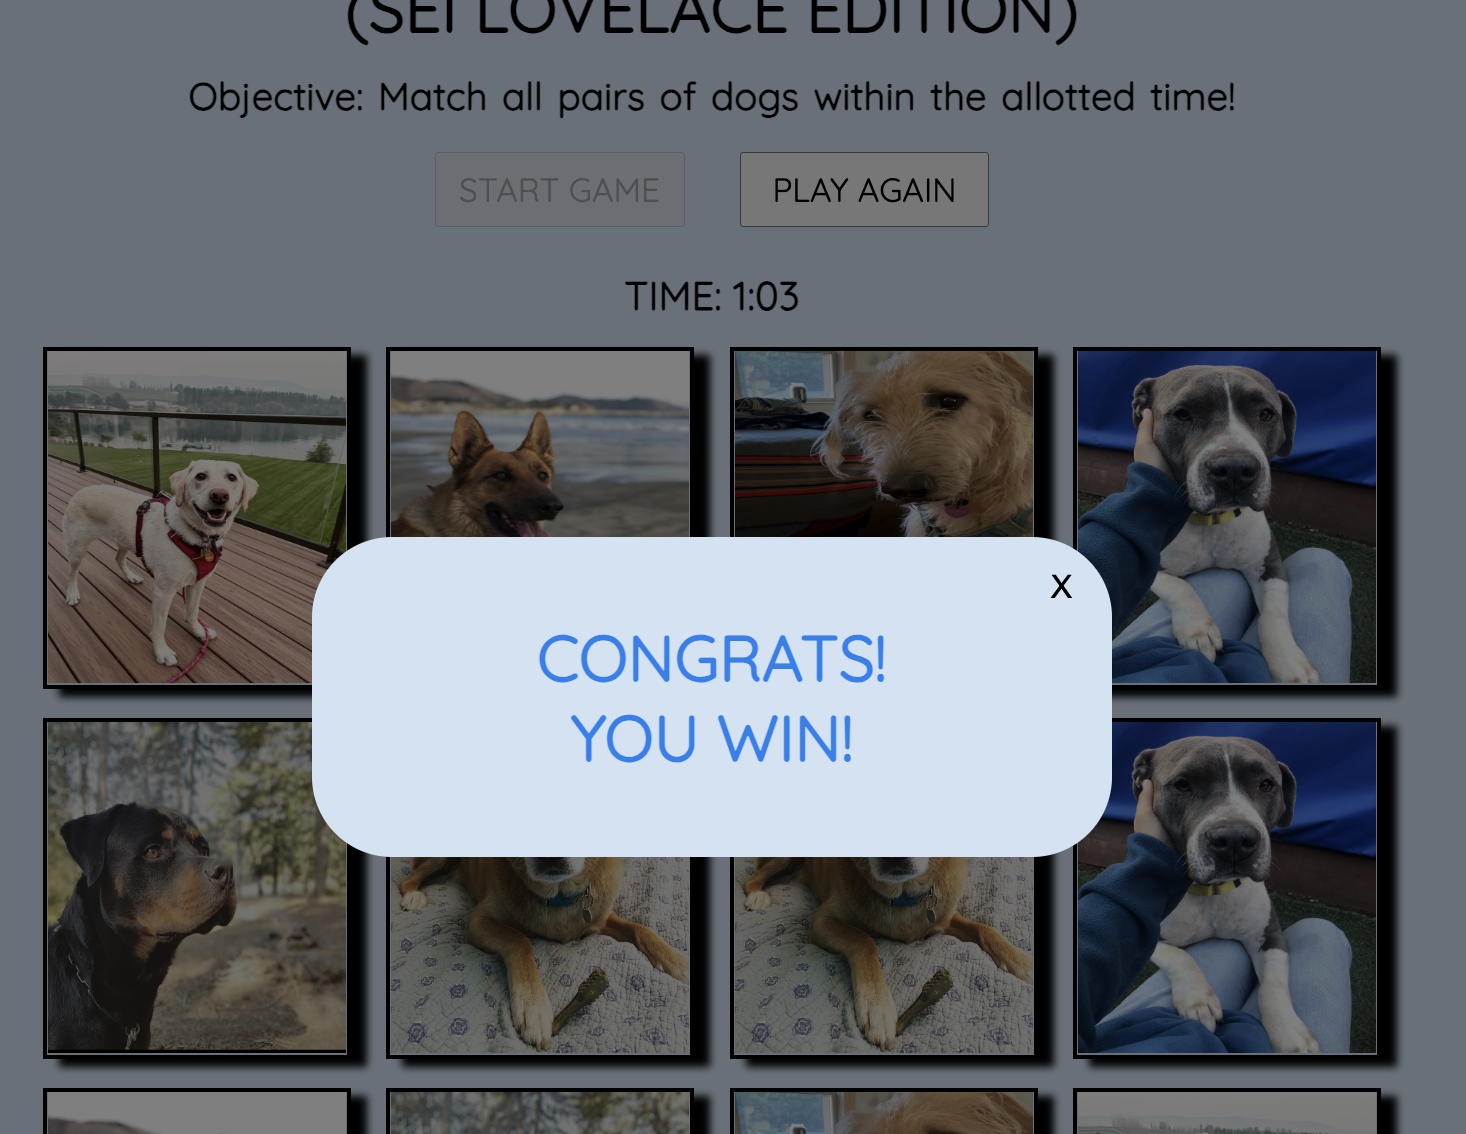 (SEI LOVELACE EDITION)
Objective: Match all pairs of dogs within the allotted time!
START GAME
PLAY AGAIN
TIME: 1:03
X
CONGRATS!
YOU WIN!